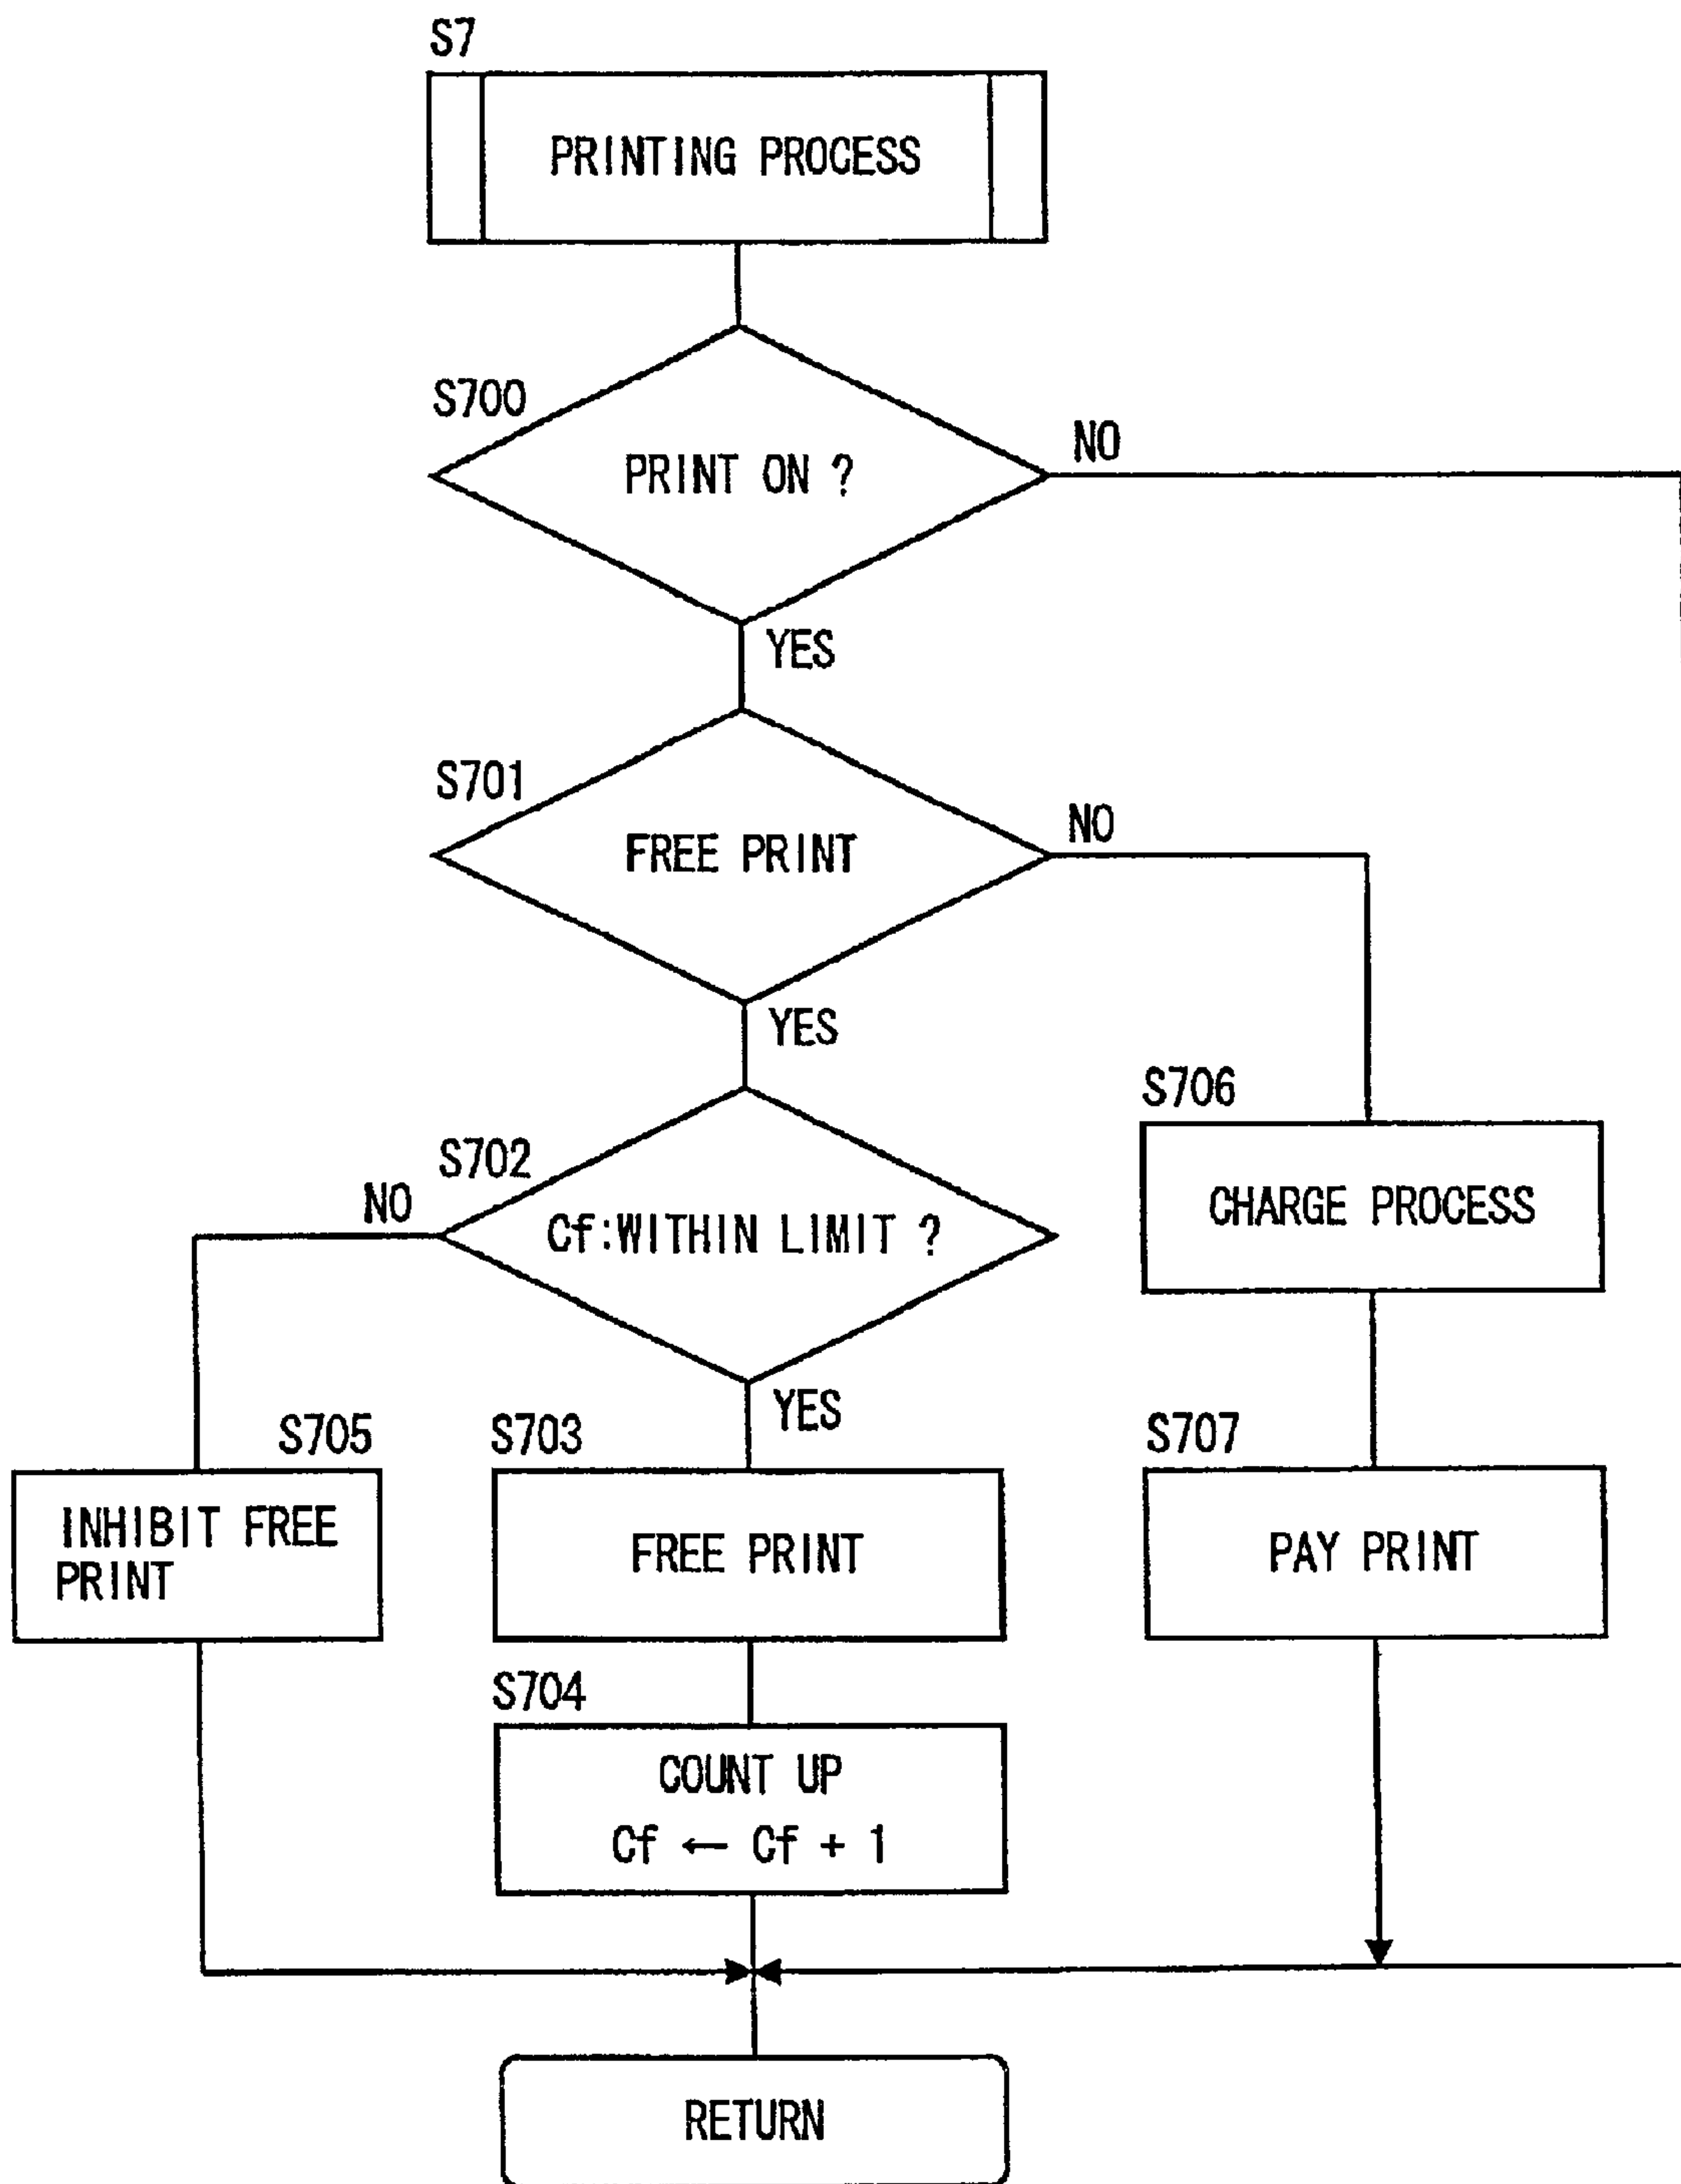 S7
PRINTING PROCESS
S700
PRINT ON ?
NO
YES
S701
FREE PRINT
NO
YES
S702
Cf:WITHIN LIMIT ?
NO
YES
S706
CHARGE PROCESS
S705
INHIBIT FREE
PRINT
S703
FREE PRINT
S707
PAY PRINT
S704
COUNT UP
Cf ← Cf + 1
RETURN